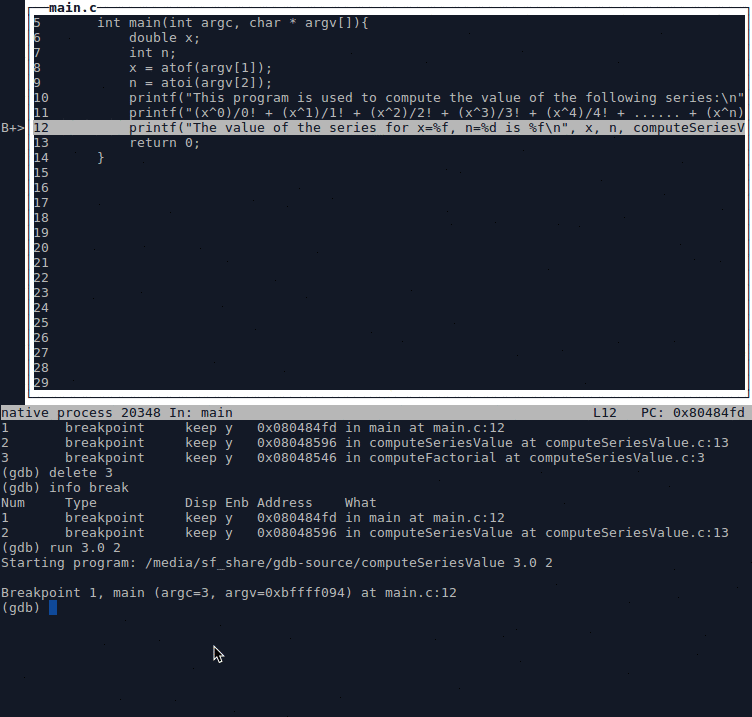 main.c
5 int main(int argc, char * argv[]){
6 double x;
7 int n;
8 x = atof(argv[1]);
9 n = atoi(argv[2]);
10 printf("This program is used to compute the value of the following series:\n"
11 printf("(x^0)/0! + (x^1)/1! + (x^2)/2! + (x^3)/3! + (x^4)/4! + ...... + (x^n)
B+> 12 printf("The value of the series for x=%f, n=%d is %f\n", x, n, computeSeriesV
13 return 0;
14 }
15
16
17
18
19
20
21
22
23
24
25
26
27
28
29
native process 20348 In: main L12 PC: 0x80484fd
1 breakpoint keep y 0x080484fd in main at main.c:12
2 breakpoint keep y 0x08048596 in computeSeriesValue at computeSeriesValue.c:13
3 breakpoint keep y 0x08048546 in computeFactorial at computeSeriesValue.c:3
(gdb) delete 3
(gdb) info break
Num Type Disp Enb Address What
1 breakpoint keep y 0x080484fd in main at main.c:12
2 breakpoint keep y 0x08048596 in computeSeriesValue at computeSeriesValue.c:13
(gdb) run 3.0 2
Starting program: /media/sf_share/gdb-source/computeSeriesValue 3.0 2
Breakpoint 1, main (argc=3, argv=0xbffff094) at main.c:12
(gdb)